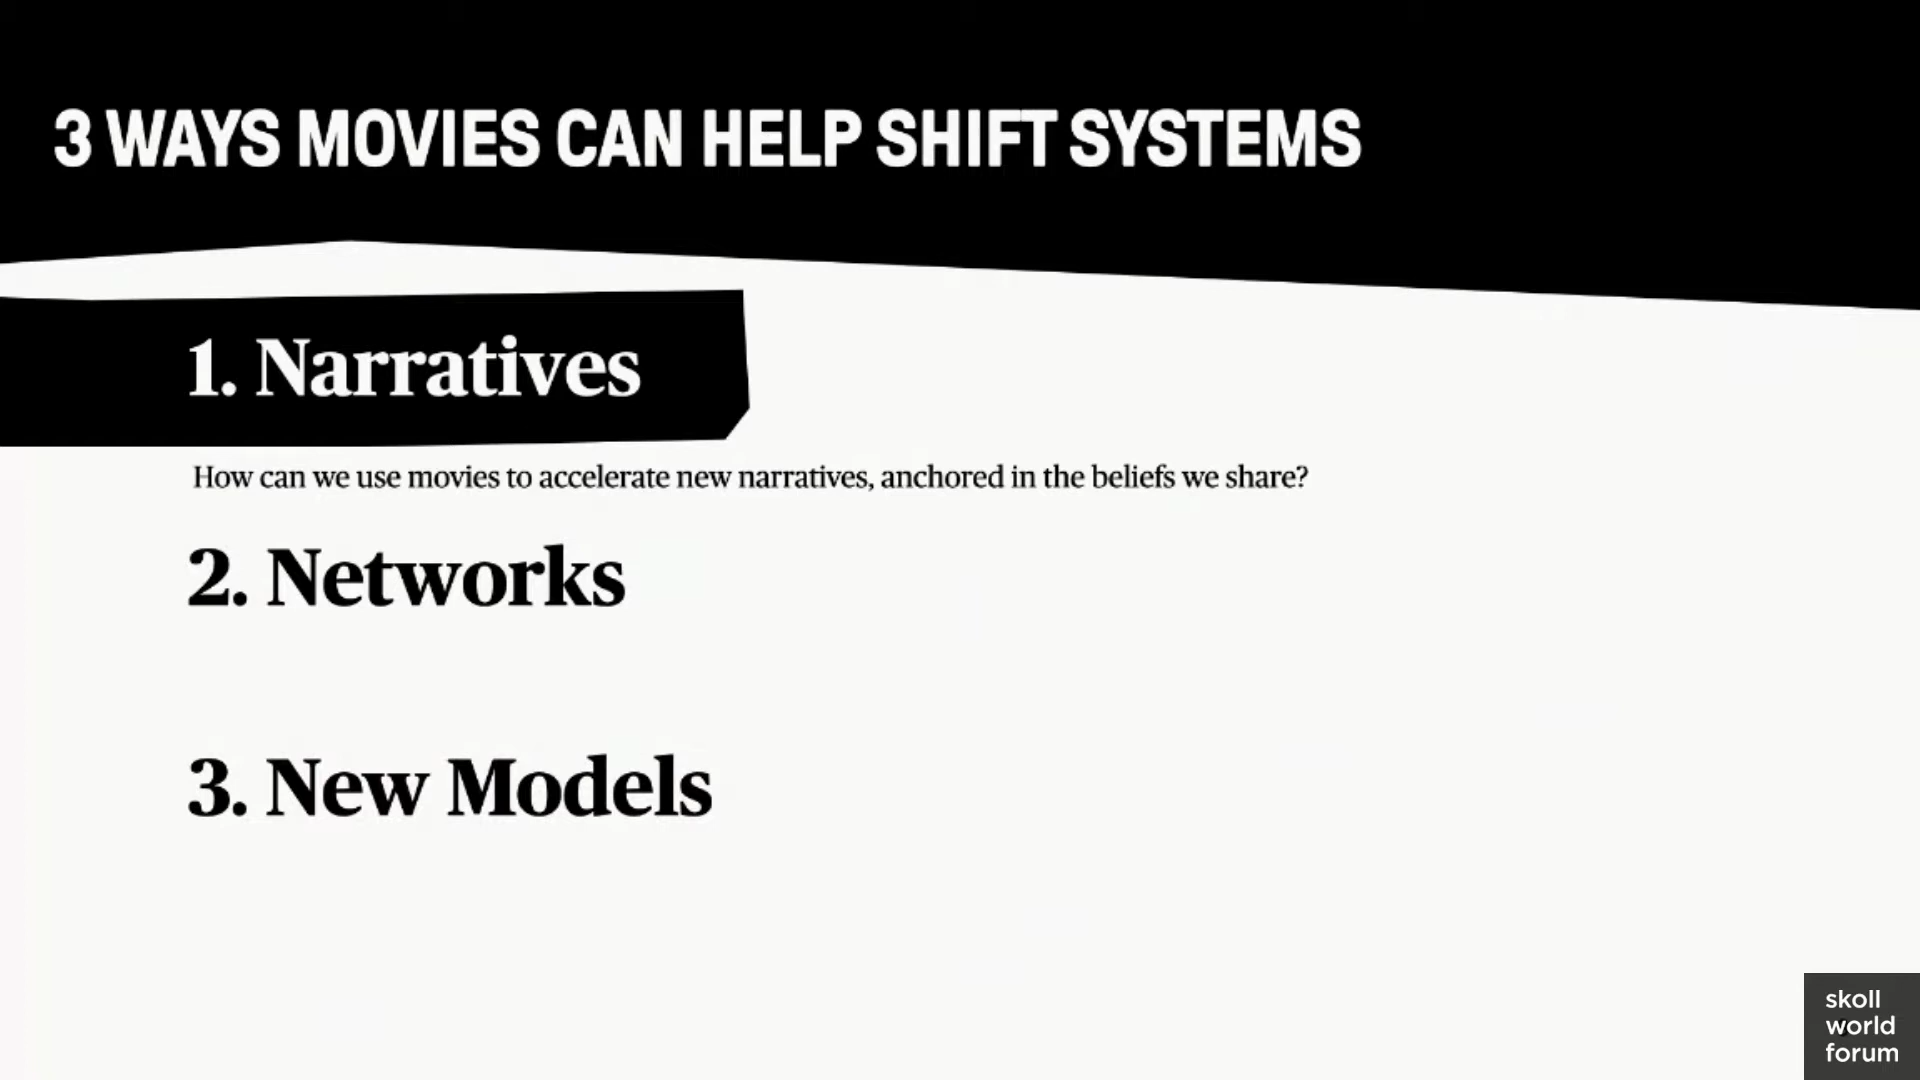 3 WAYS MOVIES CAN HELP SHIFT SYSTEMS
1. Narratives
How can we use movies to accelerate new narratives, anchored in the beliefs we share?
2. Networks
3. New Models
skoll
world
forum